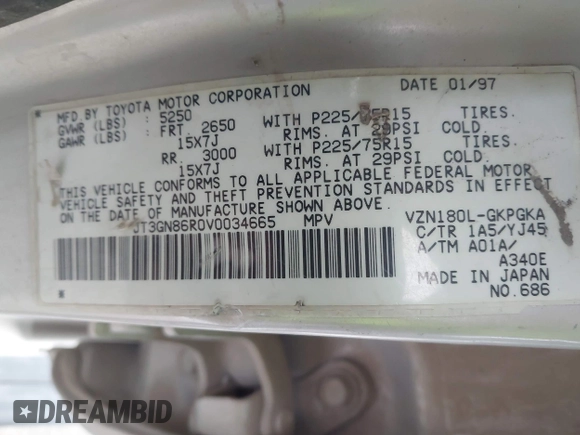 MFD.BY TOYOTA MOTOR CORPORATION DATE 01/97
GVWR (LBS) : 5250
GAWR (LBS) : FRT. 2650 WITH P225/75R15 TIRES.
15X7J RIMS. AT 29PSI COLD.
RR. 3000 WITH P225/75R15 TIRES.
15X7J RIMS. AT 29PSI COLD.
THIS VEHICLE CONFORMS TO ALL APPLICABLE FEDERAL MOTOR
VEHICLE SAFETY AND THEFT PREVENTION STANDARDS IN EFFECT
ON THE DATE OF MANUFACTURE SHOWN ABOVE.
JT3GN86R0V0034665 MPV VZN180L-GKPGKA
C/TR 1A5/YJ45
A/TM A01A/
A340E
MADE IN JAPAN
NO.686
DREAMBID